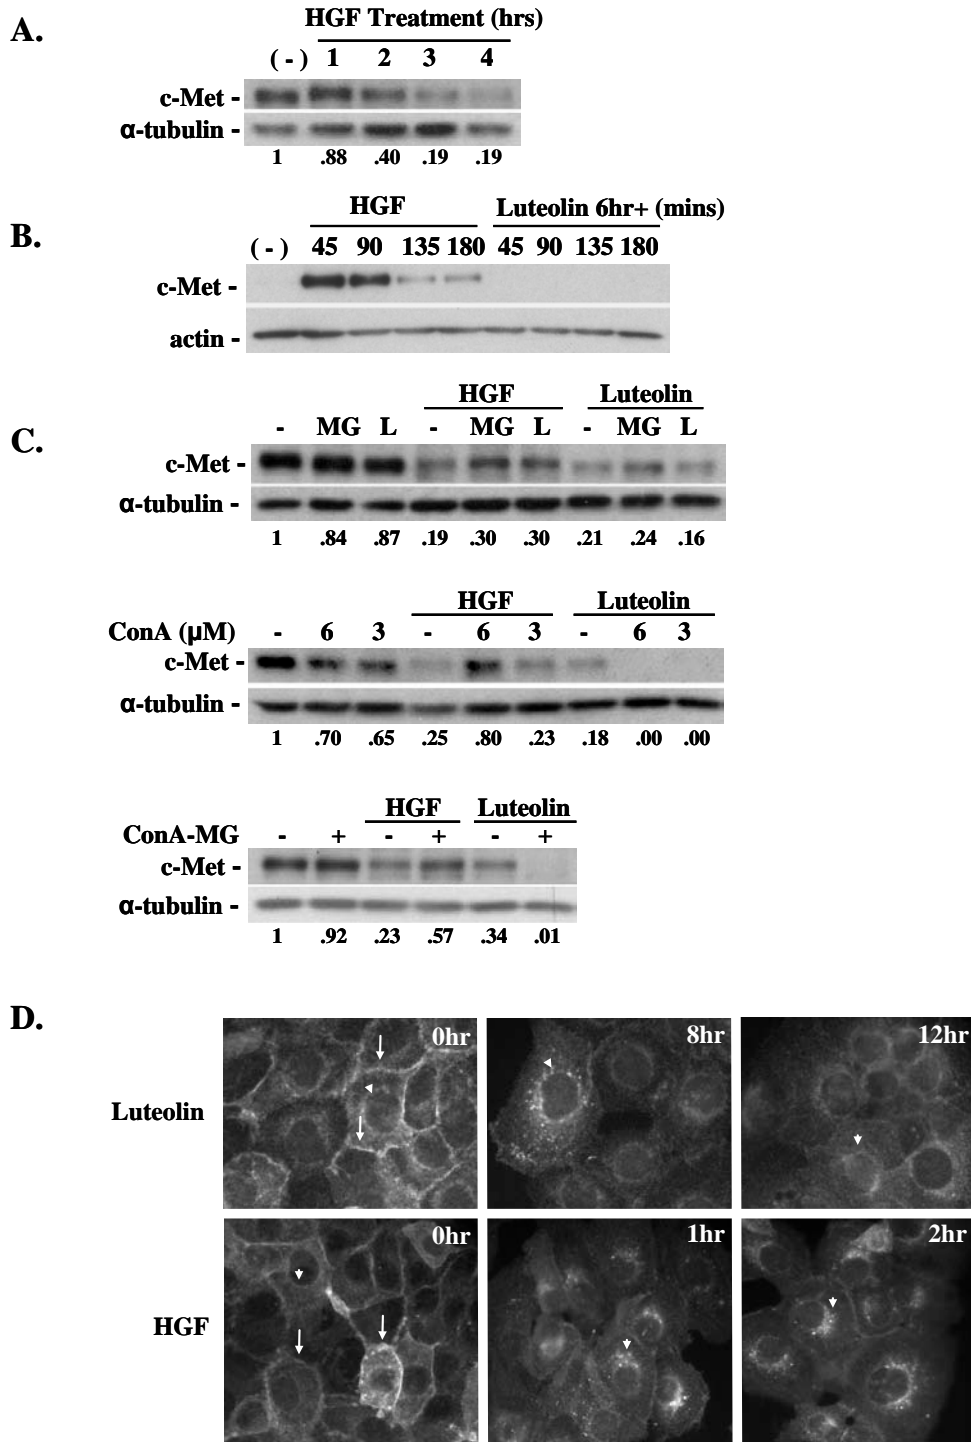 A.
HGF Treatment (hrs)
( - ) 1 2 3 4
c-Met -
α-tubulin -
1 .88 .40 .19 .19
B.
HGF Luteolin 6hr+ (mins)
( - ) 45 90 135 180 45 90 135 180
c-Met -
actin -
C.
HGF Luteolin
- MG L - MG L - MG L
c-Met -
α-tubulin -
1 .84 .87 .19 .30 .30 .21 .24 .16
HGF Luteolin
ConA (µM) - 6 3 - 6 3 - 6 3
c-Met -
α-tubulin -
1 .70 .65 .25 .80 .23 .18 .00 .00
HGF Luteolin
ConA-MG - + - + - +
c-Met -
α-tubulin -
1 .92 .23 .57 .34 .01
D.
0hr 8hr 12hr
Luteolin
0hr 1hr 2hr
HGF